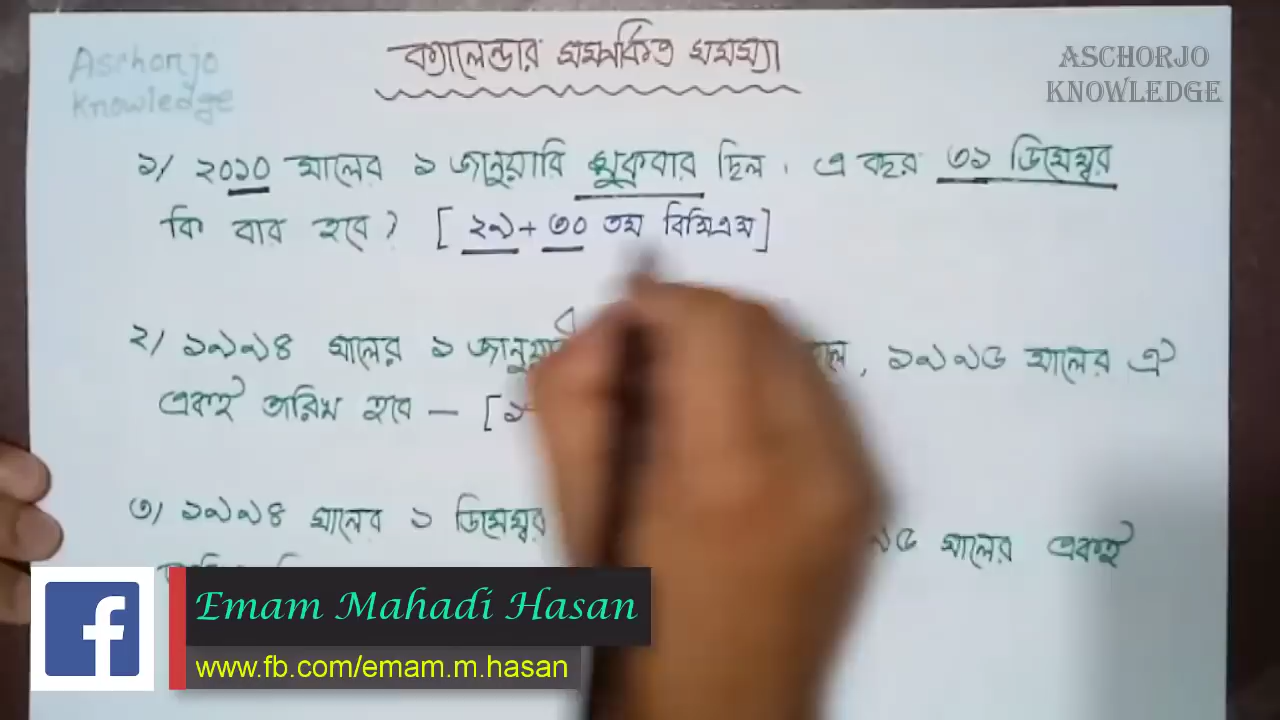 Aschorjo
Knowledge
ASCHORJO
KNOWLEDGE
ক্যালেন্ডার সম্পর্কিত সমস্যা
১/ ২০১০ সালের ১ জানুয়ারি শুক্রবার ছিল . এ বছর ৩১ ডিসেম্বর
কি বার হবে? [ ২৯+ ৩০ তম বিসিএস]
২/ ১৯৯৪ সালের ১ , ১৯৯৫ সালের ঐ
একই তারিখ হবে — [
৩/ ১৯৯৪ সালের ১ ডিসেম্বর সালের একই
Emam Mahadi Hasan
www.fb.com/emam.m.hasan